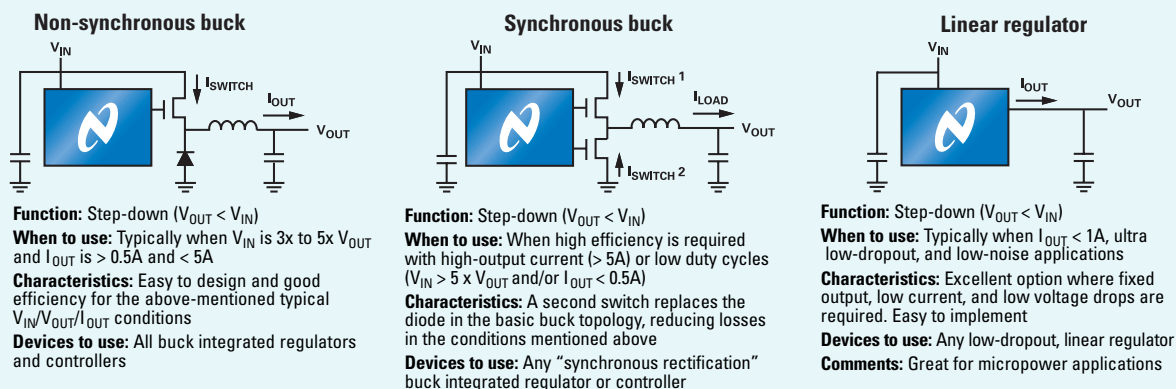 Non-synchronous buck
VIN
ISWITCH
IOUT
VOUT
Function: Step-down (VOUT < VIN)
When to use: Typically when VIN is 3x to 5x VOUT
and IOUT is > 0.5A and < 5A
Characteristics: Easy to design and good
efficiency for the above-mentioned typical
VIN/VOUT/IOUT conditions
Devices to use: All buck integrated regulators
and controllers
Synchronous buck
VIN
ISWITCH 1
ILOAD
VOUT
ISWITCH 2
Function: Step-down (VOUT < VIN)
When to use: When high efficiency is required
with high-output current (> 5A) or low duty cycles
(VIN > 5 x VOUT and/or IOUT < 0.5A)
Characteristics: A second switch replaces the
diode in the basic buck topology, reducing losses
in the conditions mentioned above
Devices to use: Any “synchronous rectification”
buck integrated regulator or controller
Linear regulator
VIN
IOUT
VOUT
Function: Step-down (VOUT < VIN)
When to use: Typically when IOUT < 1A, ultra
low-dropout, and low-noise applications
Characteristics: Excellent option where fixed
output, low current, and low voltage drops are
required. Easy to implement
Devices to use: Any low-dropout, linear regulator
Comments: Great for micropower applications